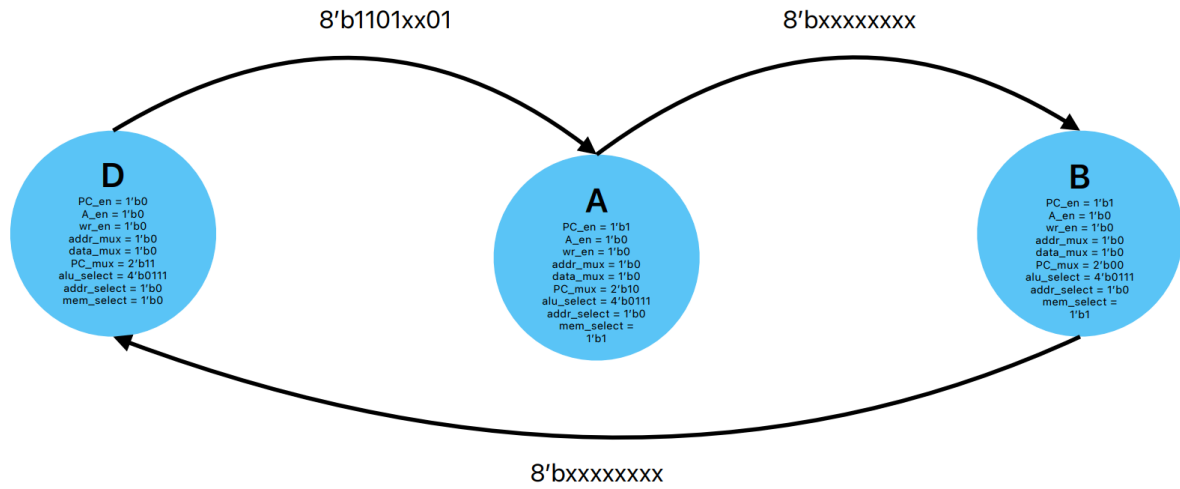 8’b1101xx01
8’bxxxxxxxx
D
PC_en = 1’b0
A_en = 1’b0
wr_en = 1’b0
addr_mux = 1’b0
data_mux = 1’b0
PC_mux = 2’b11
alu_select = 4’b0111
addr_select = 1’b0
mem_select = 1’b0
A
PC_en = 1’b1
A_en = 1’b0
wr_en = 1’b0
addr_mux = 1’b0
data_mux = 1’b0
PC_mux = 2’b10
alu_select = 4’b0111
addr_select = 1’b0
mem_select =
1’b1
B
PC_en = 1’b1
A_en = 1’b0
wr_en = 1’b0
addr_mux = 1’b0
data_mux = 1’b0
PC_mux = 2’b00
alu_select = 4’b0111
addr_select = 1’b0
mem_select =
1’b1
8’bxxxxxxxx